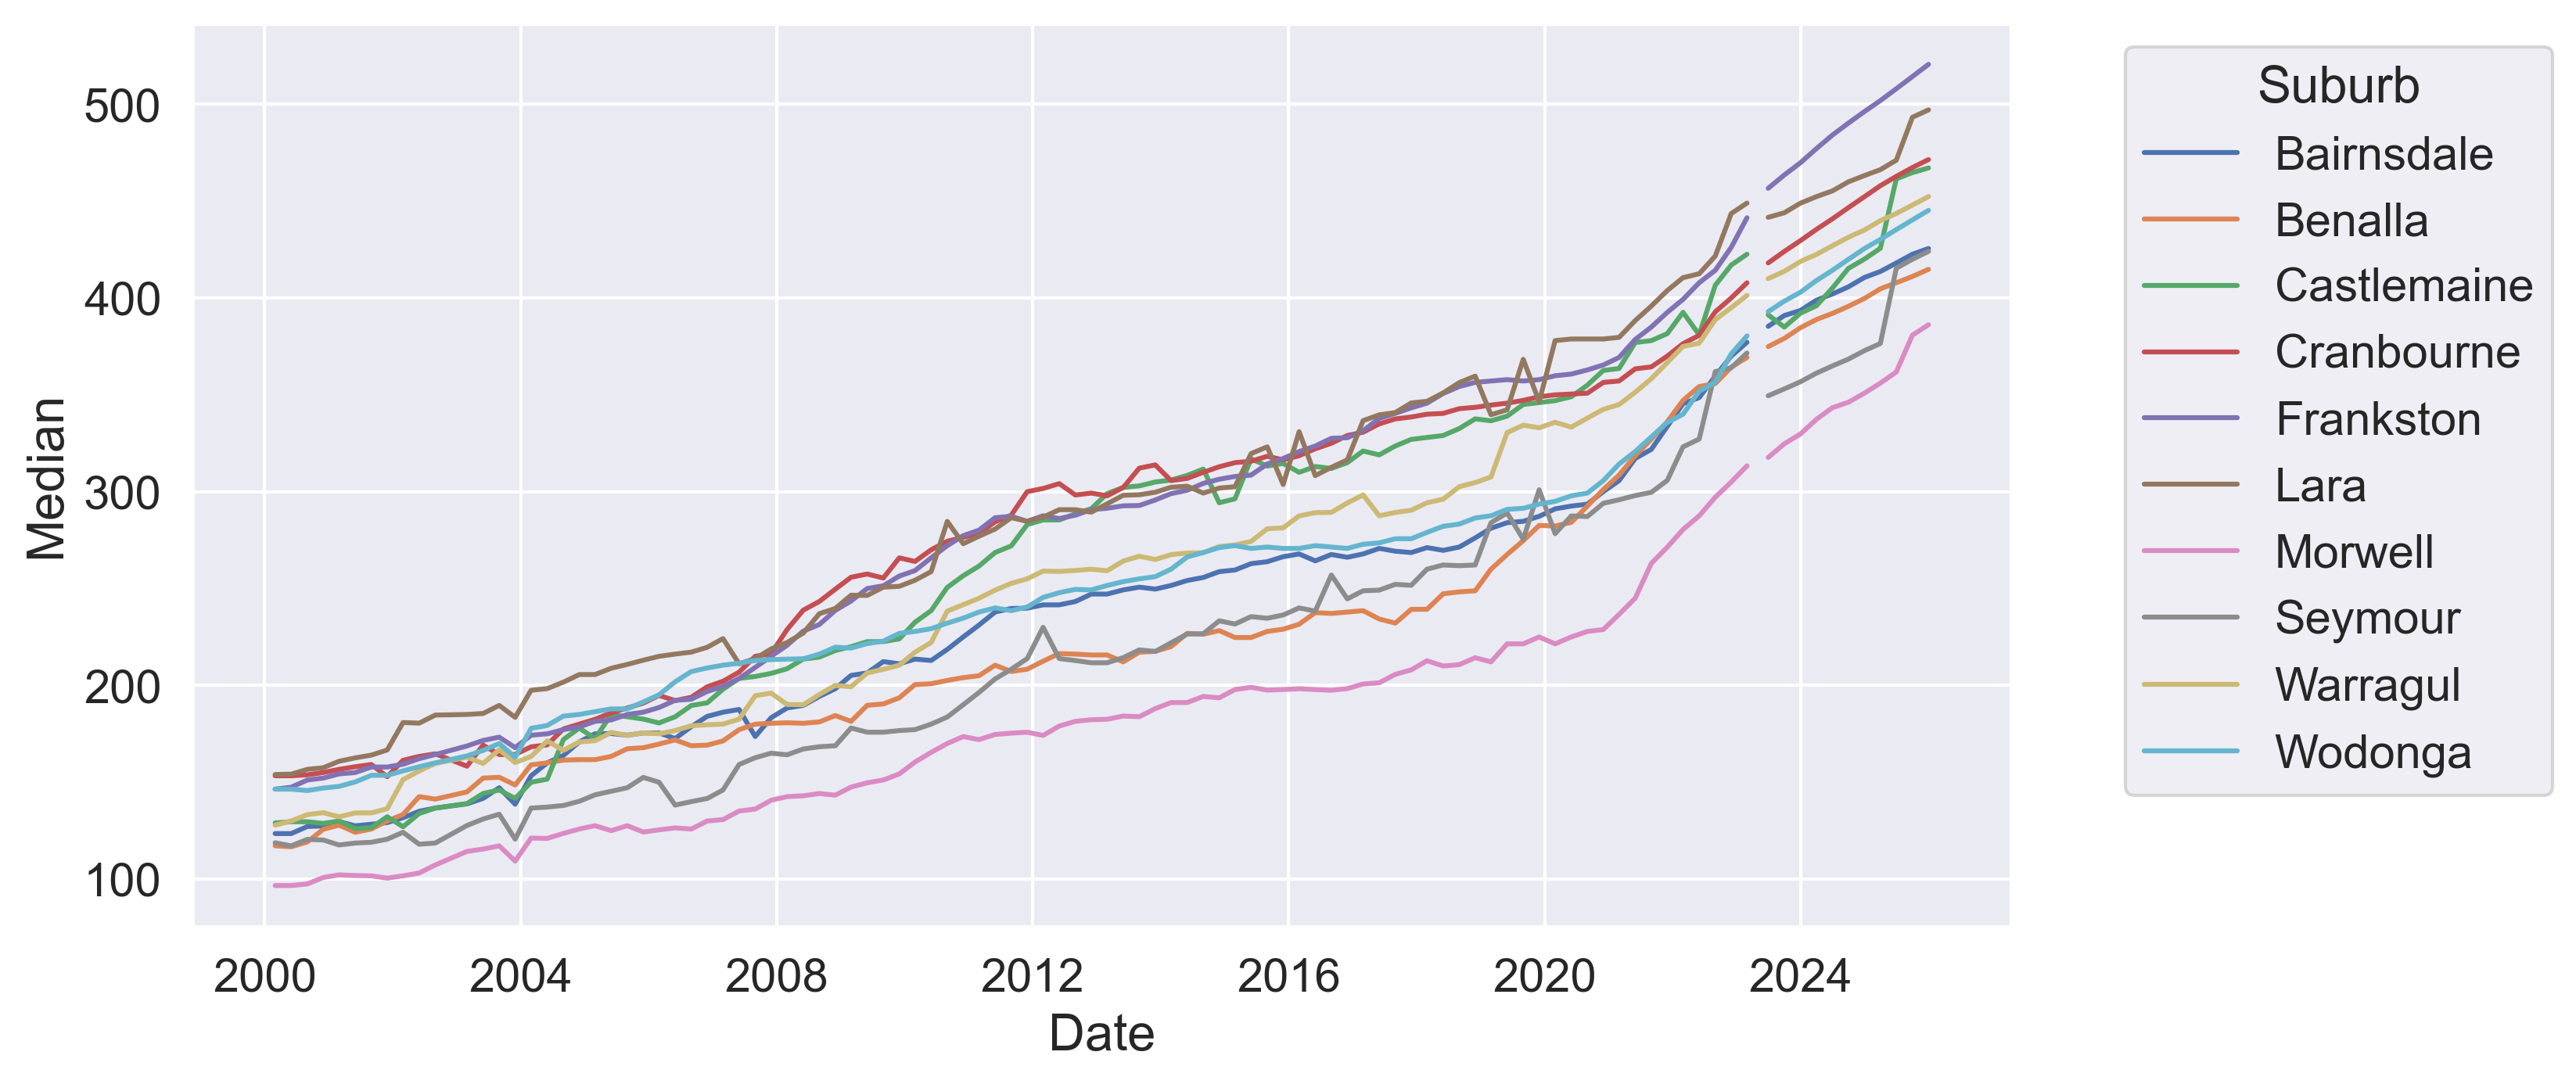 500
400
300
200
100
Median
2000 2004 2008 2012 2016 2020 2024
Date
Suburb
Bairnsdale
Benalla
Castlemaine
Cranbourne
Frankston
Lara
Morwell
Seymour
Warragul
Wodonga